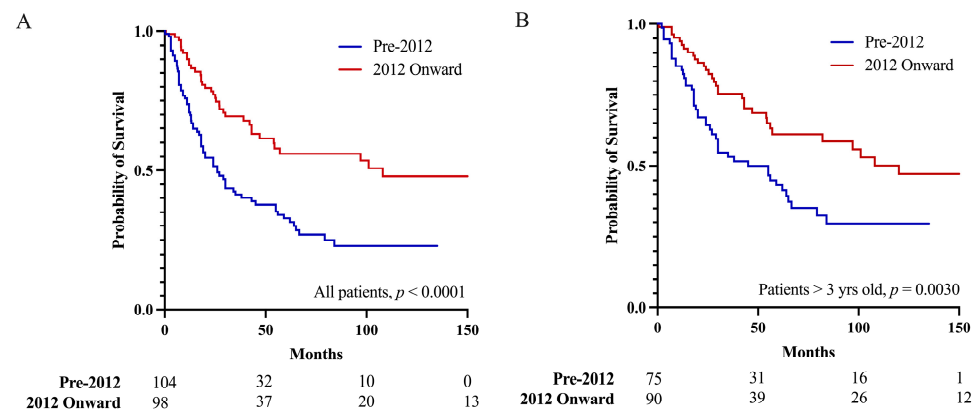 A
1.0
0.5
0.0
Probability of Survival
Pre-2012
2012 Onward
All patients, p < 0.0001
0 50 100 150
Months
Pre-2012 104 32 10 0
2012 Onward 98 37 20 13
B
1.0
0.5
0.0
Probability of Survival
Pre-2012
2012 Onward
Patients > 3 yrs old, p = 0.0030
0 50 100 150
Months
Pre-2012 75 31 16 1
2012 Onward 90 39 26 12